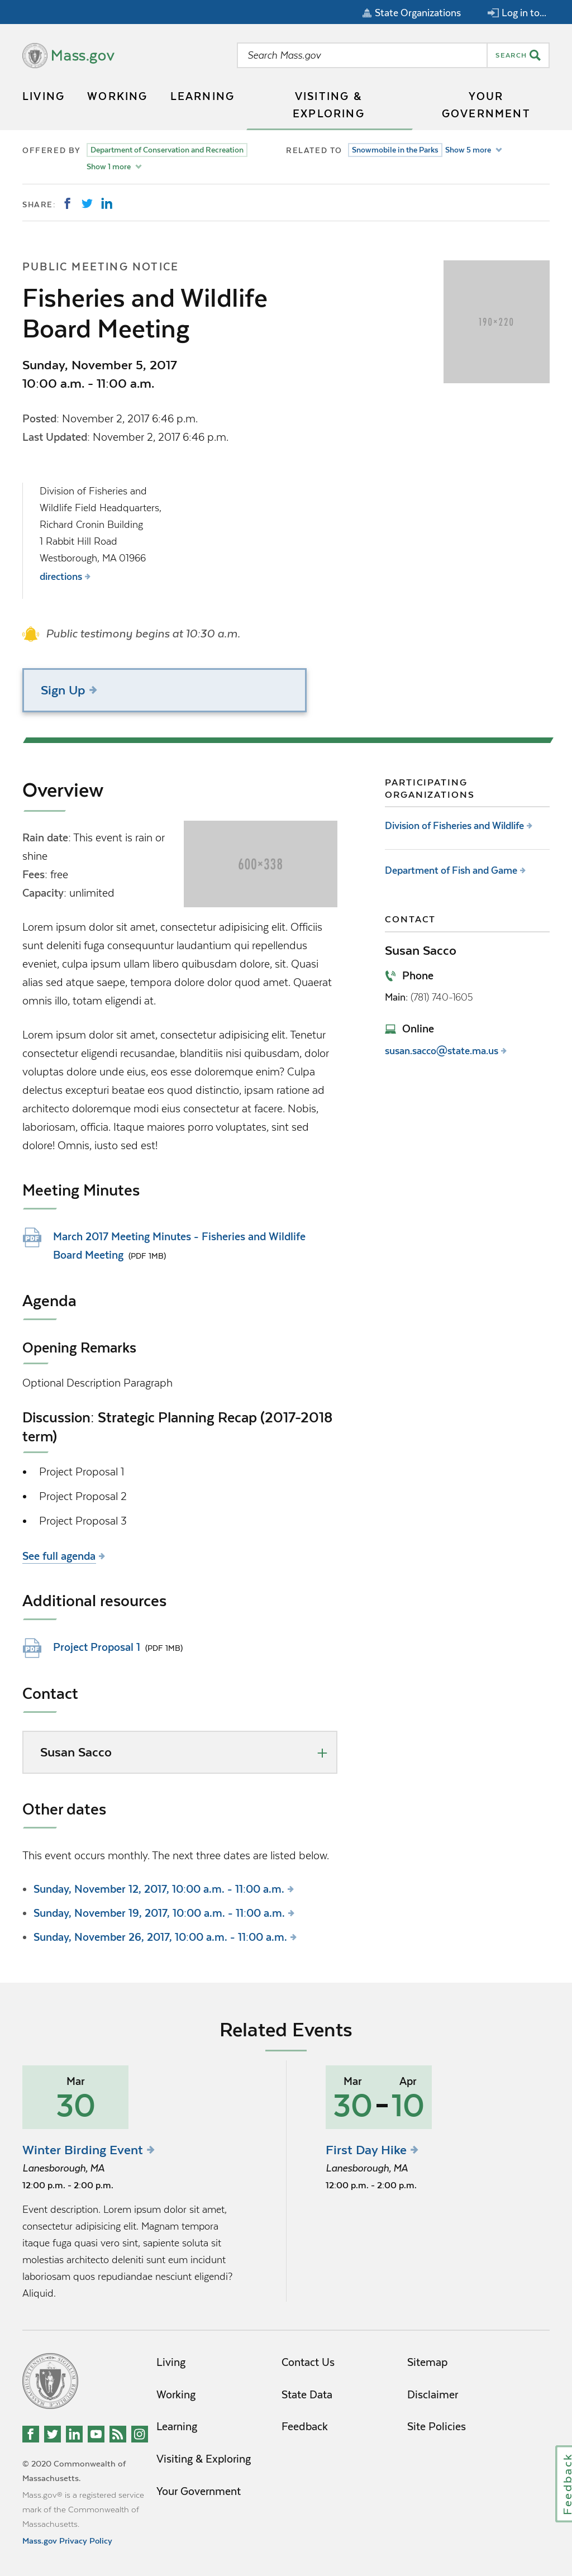 State Organizations
Log in to...
Mass.gov
Search Mass.gov
SEARCH
LIVING
WORKING
LEARNING
VISITING &
EXPLORING
YOUR
GOVERNMENT
OFFERED BY
Department of Conservation and Recreation
Show 1 more
RELATED TO
Snowmobile in the Parks
Show 5 more
SHARE:
PUBLIC MEETING NOTICE
Fisheries and Wildlife
Board Meeting
190×220
Sunday, November 5, 2017
10:00 a.m. - 11:00 a.m.
Posted: November 2, 2017 6:46 p.m.
Last Updated: November 2, 2017 6:46 p.m.
Division of Fisheries and
Wildlife Field Headquarters,
Richard Cronin Building
1 Rabbit Hill Road
Westborough, MA 01966
directions
Public testimony begins at 10:30 a.m.
Sign Up
Overview
Rain date: This event is rain or
shine
Fees: free
Capacity: unlimited
600×338
Lorem ipsum dolor sit amet, consectetur adipisicing elit. Officiis
sunt deleniti fuga consequuntur laudantium qui repellendus
eveniet, culpa ipsum ullam libero quibusdam dolore, sit. Quasi
alias sed atque saepe, tempora dolore dolor quod amet. Quaerat
omnis illo, totam eligendi at.
Lorem ipsum dolor sit amet, consectetur adipisicing elit. Tenetur
consectetur eligendi recusandae, blanditiis nisi quibusdam, dolor
voluptas dolore unde eius, eos esse doloremque enim? Culpa
delectus excepturi beatae eos quod distinctio, ipsam ratione ad
architecto doloremque modi eius consectetur at facere. Nobis,
laboriosam, officia. Itaque maiores porro voluptates, sint sed
dolore! Omnis, iusto sed est!
PARTICIPATING
ORGANIZATIONS
Division of Fisheries and Wildlife
Department of Fish and Game
CONTACT
Susan Sacco
Phone
Main: (781) 740-1605
Online
susan.sacco@state.ma.us
Meeting Minutes
PDF
March 2017 Meeting Minutes - Fisheries and Wildlife
Board Meeting (PDF 1MB)
Agenda
Opening Remarks
Optional Description Paragraph
Discussion: Strategic Planning Recap (2017-2018
term)
• Project Proposal 1
• Project Proposal 2
• Project Proposal 3
See full agenda
Additional resources
PDF
Project Proposal 1 (PDF 1MB)
Contact
Susan Sacco
Other dates
This event occurs monthly. The next three dates are listed below.
• Sunday, November 12, 2017, 10:00 a.m. - 11:00 a.m.
• Sunday, November 19, 2017, 10:00 a.m. - 11:00 a.m.
• Sunday, November 26, 2017, 10:00 a.m. - 11:00 a.m.
Related Events
Mar
30
Winter Birding Event
Lanesborough, MA
12:00 p.m. - 2:00 p.m.
Event description. Lorem ipsum dolor sit amet,
consectetur adipisicing elit. Magnam tempora
itaque fuga quasi vero sint, sapiente soluta sit
molestias architecto deleniti sunt eum incidunt
laboriosam quos repudiandae nesciunt eligendi?
Aliquid.
Mar Apr
30-10
First Day Hike
Lanesborough, MA
12:00 p.m. - 2:00 p.m.
Living
Working
Learning
Visiting & Exploring
Your Government
Contact Us
State Data
Feedback
Sitemap
Disclaimer
Site Policies
© 2020 Commonwealth of
Massachusetts.
Mass.gov® is a registered service
mark of the Commonwealth of
Massachusetts.
Mass.gov Privacy Policy
Feedback